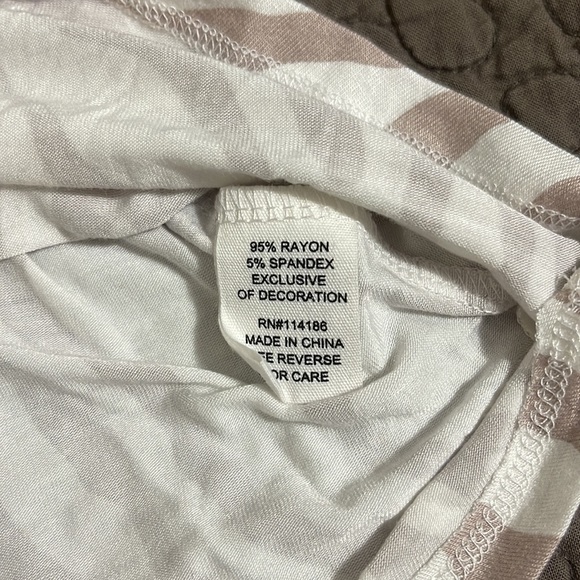 95% RAYON
5% SPANDEX
EXCLUSIVE
OF DECORATION
RN#114186
MADE IN CHINA
REVERSE
CARE